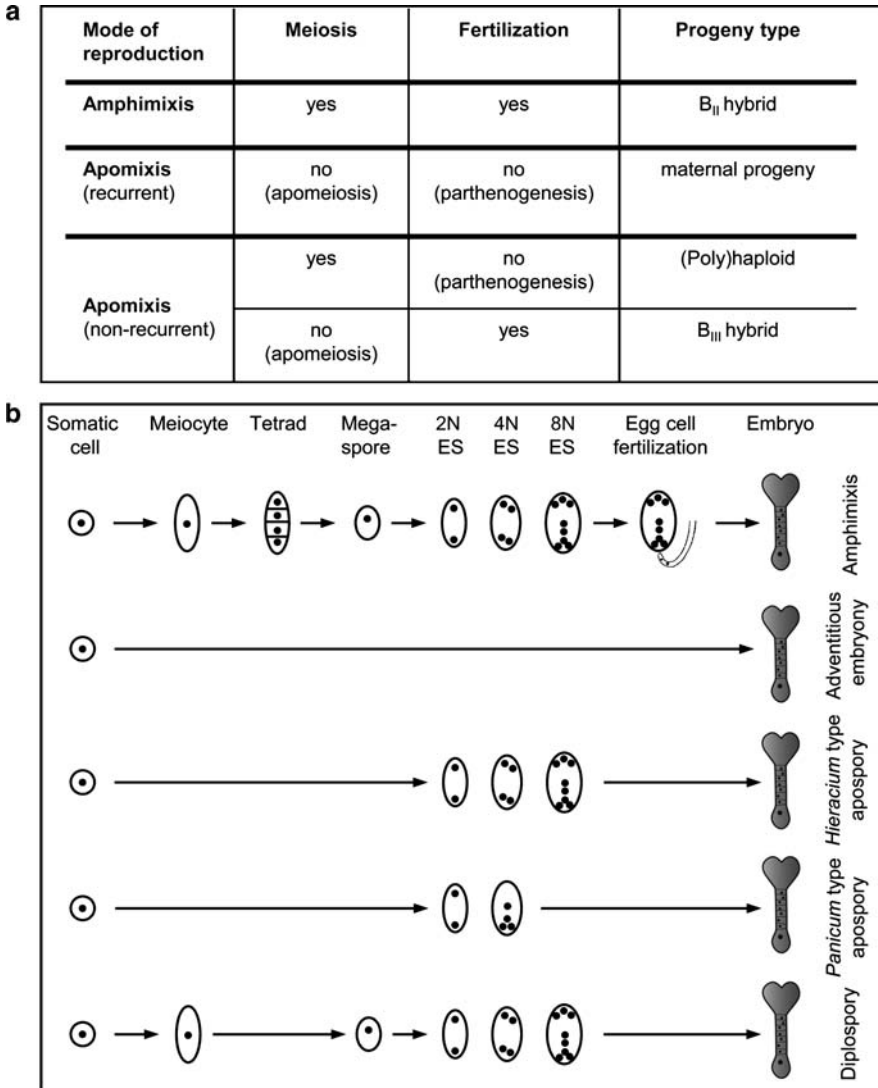 a
Mode of reproduction Meiosis Fertilization Progeny type
Amphimixis yes yes B_II hybrid
Apomixis (recurrent) no (apomeiosis) no (parthenogenesis) maternal progeny
Apomixis (non-recurrent) yes no (parthenogenesis) (Poly)haploid
no (apomeiosis) yes B_III hybrid
b
Somatic cell Meiocyte Tetrad Mega-spore 2N ES 4N ES 8N ES Egg cell fertilization Embryo
Amphimixis
Adventitious embryony
Hieracium type apospory
Panicum type apospory
Diplospory